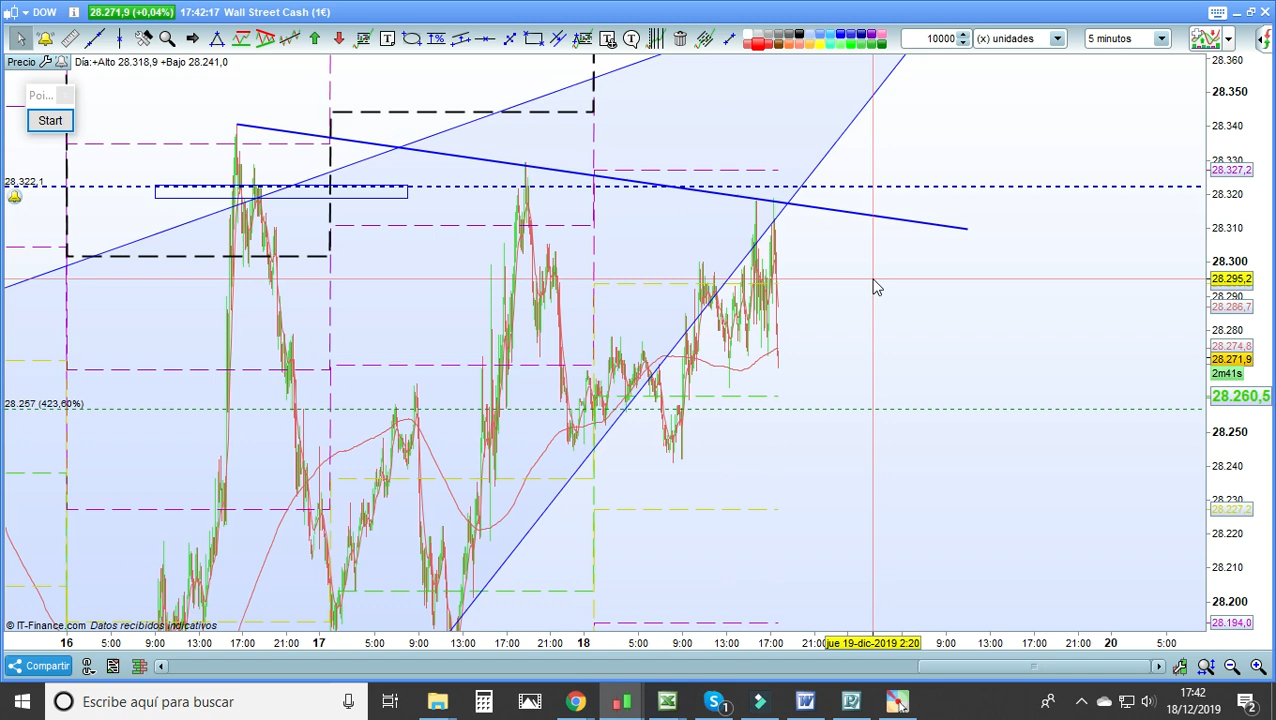 DOW 28.271,9 (+0,04%) 17:42:17 Wall Street Cash (1€)
10000 (x) unidades 5 minutos
Precio Día:+Alto 28.318,9 +Bajo 28.241,0
Poi...
Start
28.322,1
28.257 (423,60%)
28.360
28.350
28.340
28.330
28.327,2
28.320
28.310
28.300
28.295,2
28.290
28.286,7
28.280
28.274,8
28.271,9
2m41s
28.260,5
28.250
28.240
28.230
28.227,2
28.220
28.210
28.200
28.194,0
© IT-Finance.com Datos recibidos indicativos
16 5:00 9:00 13:00 17:00 21:00 17 5:00 9:00 13:00 17:00 21:00 18 5:00 9:00 13:00 17:00 21:00 jue 19-dic-2019 2:20 9:00 13:00 17:00 21:00 20 5:00
Compartir
Escribe aquí para buscar
1
17:42
18/12/2019
2